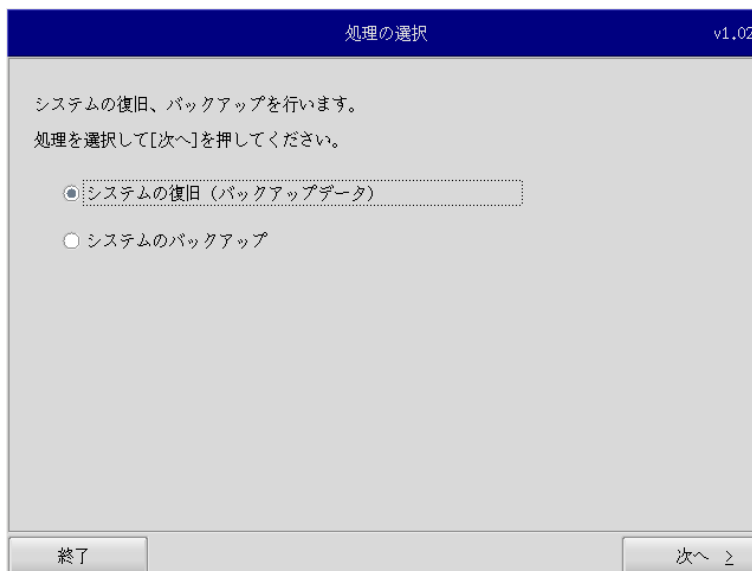 処理の選択 v1.02
システムの復旧、バックアップを行います。
処理を選択して[次へ]を押してください。
システムの復旧（バックアップデータ）
システムのバックアップ
終了 次へ ≥